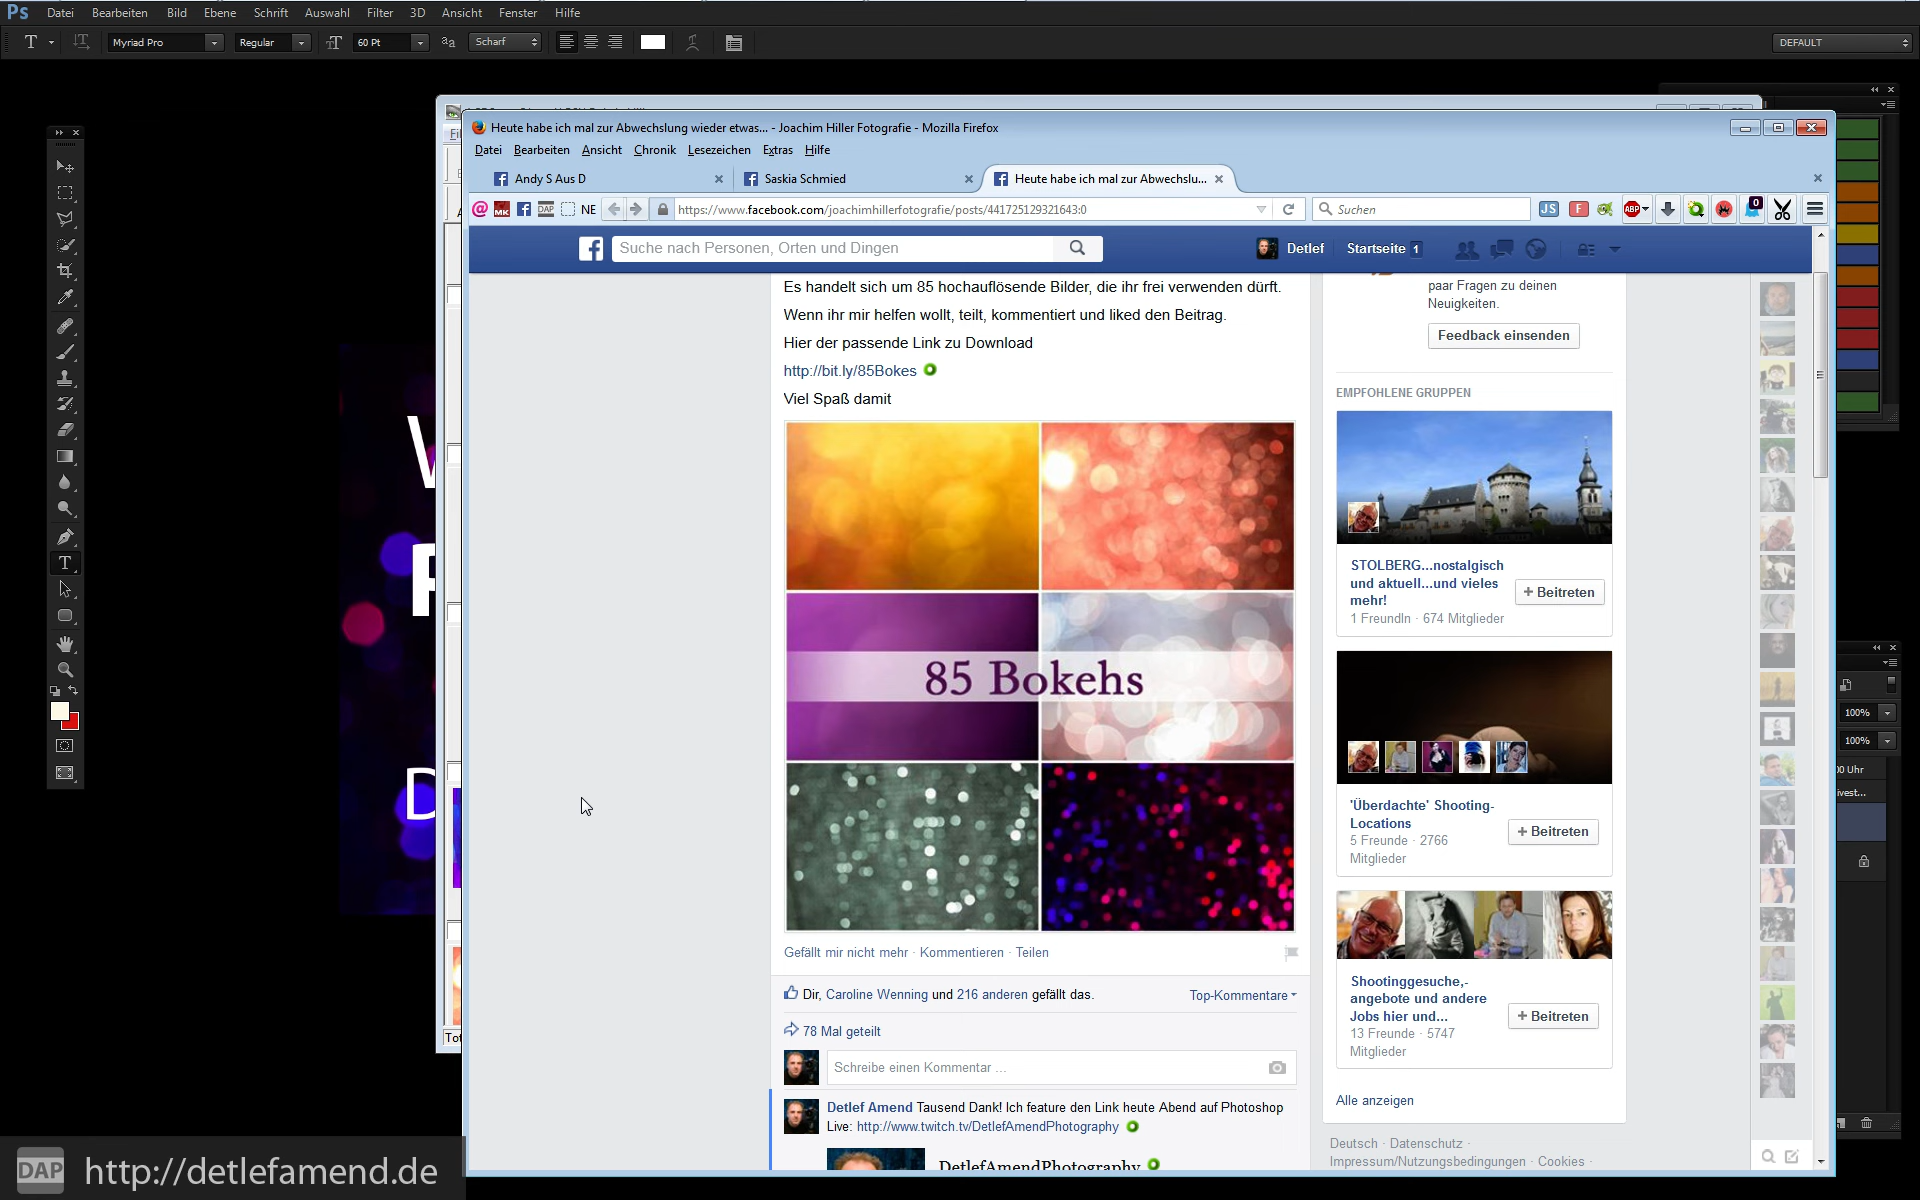 Ps Datei Bearbeiten Bild Ebene Schrift Auswahl Filter 3D Ansicht Fenster Hilfe
T Myriad Pro Regular 60 Pt Scharf DEFAULT
Heute habe ich mal zur Abwechslung wieder etwas... - Joachim Hiller Fotografie - Mozilla Firefox
Datei Bearbeiten Ansicht Chronik Lesezeichen Extras Hilfe
Andy S Aus D
Saskia Schmied
Heute habe ich mal zur Abwechslu...
NE
https://www.facebook.com/joachimhillerfotografie/posts/441725129321643:0
Suchen
JS F ABP 0
Suche nach Personen, Orten und Dingen
Detlef
Startseite 1
Es handelt sich um 85 hochauflösende Bilder, die ihr frei verwenden dürft.
Wenn ihr mir helfen wollt, teilt, kommentiert und liked den Beitrag.
Hier der passende Link zu Download
http://bit.ly/85Bokes
Viel Spaß damit
85 Bokehs
Gefällt mir nicht mehr · Kommentieren · Teilen
Dir, Caroline Wenning und 216 anderen gefällt das.
Top-Kommentare
78 Mal geteilt
Schreibe einen Kommentar ...
Detlef Amend Tausend Dank! Ich feature den Link heute Abend auf Photoshop
Live: http://www.twitch.tv/DetlefAmendPhotography
DetlefAmendPhotography
paar Fragen zu deinen
Neuigkeiten.
Feedback einsenden
EMPFOHLENE GRUPPEN
STOLBERG...nostalgisch
und aktuell...und vieles
mehr!
1 FreundIn · 674 Mitglieder
+ Beitreten
'Überdachte' Shooting-
Locations
5 Freunde · 2766
Mitglieder
+ Beitreten
Shootinggesuche,-
angebote und andere
Jobs hier und...
13 Freunde · 5747
Mitglieder
+ Beitreten
Alle anzeigen
Deutsch · Datenschutz ·
Impressum/Nutzungsbedingungen · Cookies ·
100%
100%
00 Uhr
ivest...
Tot
DAP http://detlefamend.de